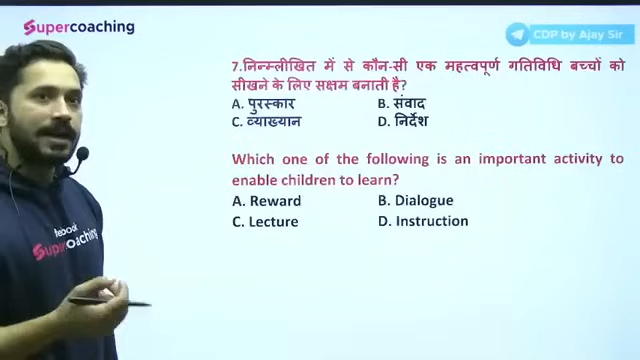 Supercoaching
CDP by Ajay Sir
7.निन्म्लीखित में से कौन-सी एक महत्वपूर्ण गतिविधि बच्चों को
सीखने के लिए सक्षम बनाती है?
A. पुरस्कार B. संवाद
C. व्याख्यान D. निर्देश
Which one of the following is an important activity to
enable children to learn?
A. Reward B. Dialogue
C. Lecture D. Instruction
Supercoaching